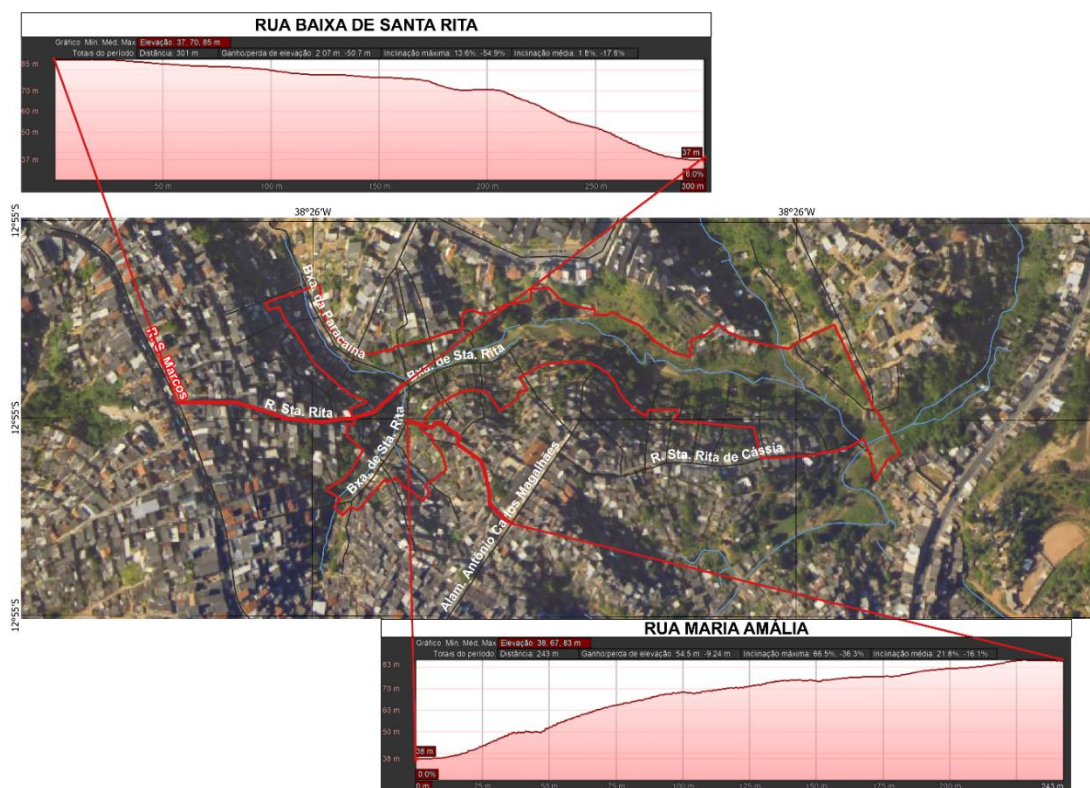 RUA BAIXA DE SANTA RITA
Gráfico Mín, Méd, Max Elevação: 37, 70, 85 m
Totais do período: Distância: 301 m Ganho/perda de elevação: 2.07 m, -50.7 m Inclinação máxima: 13.6%, -54.9% Inclinação média: 1.8%, -17.6%
85 m
70 m
60 m
50 m
37 m
37 m
6.0%
50 m 100 m 150 m 200 m 250 m 300 m
38°26'W 38°26'W
12°55'S
Bxa. da Paracaína
R. S. Marcos
Bxa. de Sta. Rita
R. Sta. Rita
Bxa. de Sta. Rita
R. Sta. Rita de Cássia
Alam. Antônio Carlos Magalhães
12°55'S
12°55'S
RUA MARIA AMÁLIA
Gráfico Mín, Méd, Max Elevação: 38, 67, 83 m
Totais do período: Distância: 243 m Ganho/perda de elevação: 54.5 m, -9.24 m Inclinação máxima: 66.5%, -36.3% Inclinação média: 21.8%, -16.1%
83 m
70 m
60 m
50 m
38 m
38 m
0.0%
0 m 25 m 50 m 75 m 100 m 125 m 150 m 175 m 200 m 243 m